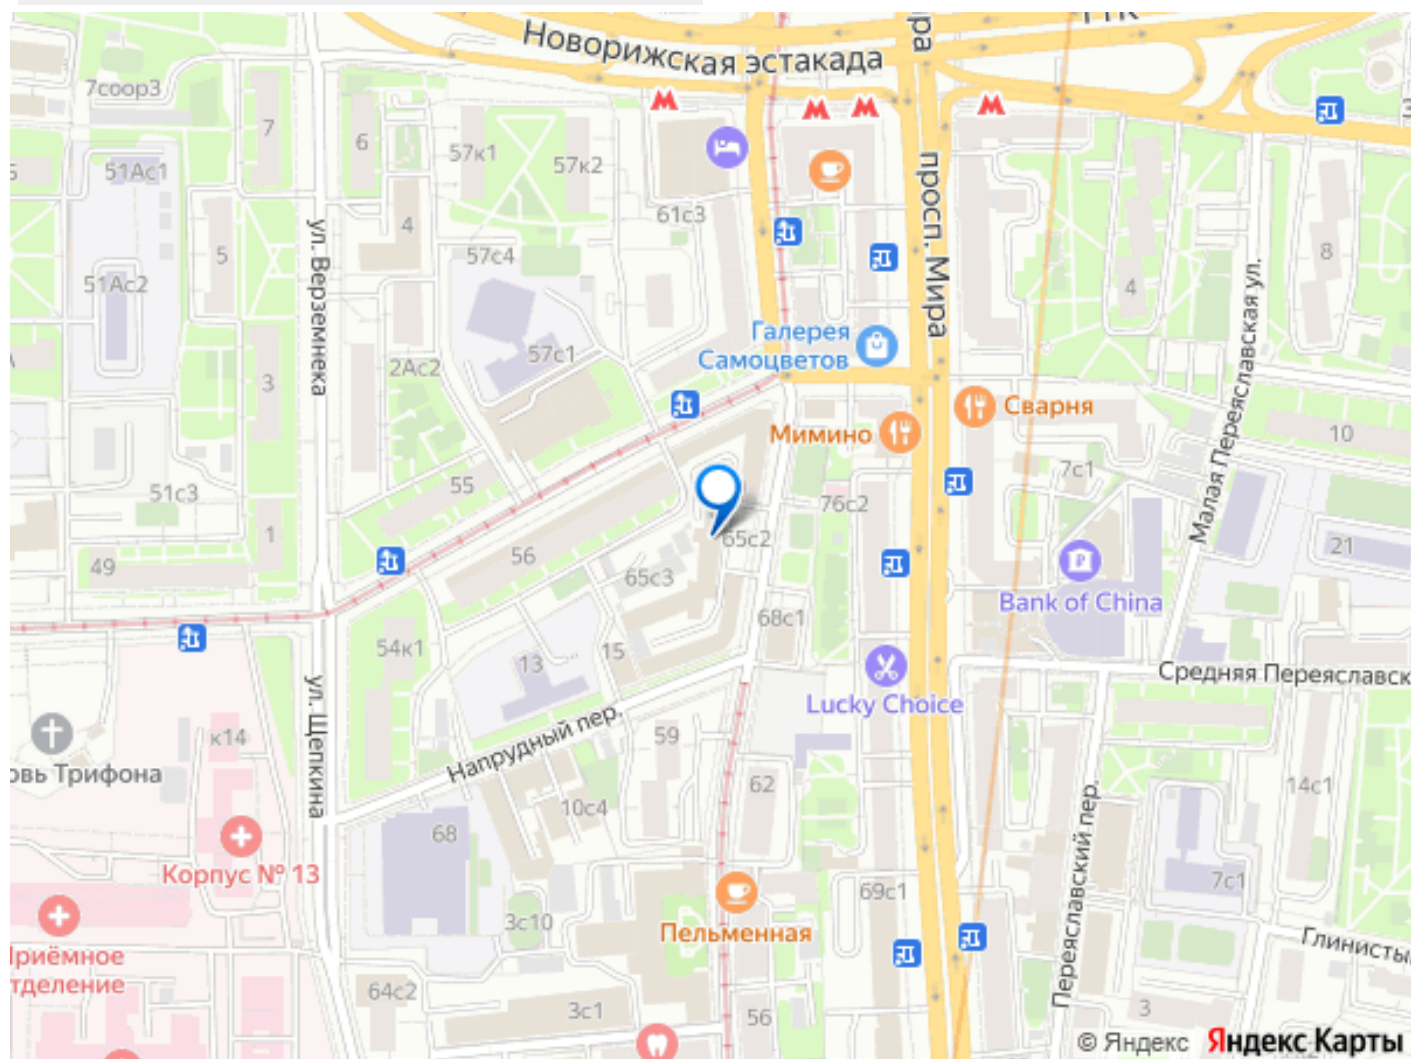 Новорижская эстакада
7соор3
7
6
57к1
57к2
51Ас1
4
61с3
просп. Мира
ул. Верземнека
5
57с4
8
51Ас2
4
Малая Переяславская ул.
Галерея
Самоцветов
57с1
2Ас2
3
Сварня
Мимино
10
7с1
55
51с3
76с2
1
65с2
21
56
49
65с3
Bank of China
68с1
54к1
15
13
Средняя Переяславск
ул. Щепкина
Lucky Choice
Напрудный пер.
к14
59
овь Трифона
62
14с1
10с4
Переяславский пер.
68
Корпус № 13
7с1
69с1
3с10
Пельменная
Глинисты
риёмное
тделение
64с2
3с1
56
3
© Яндекс Яндекс Карты